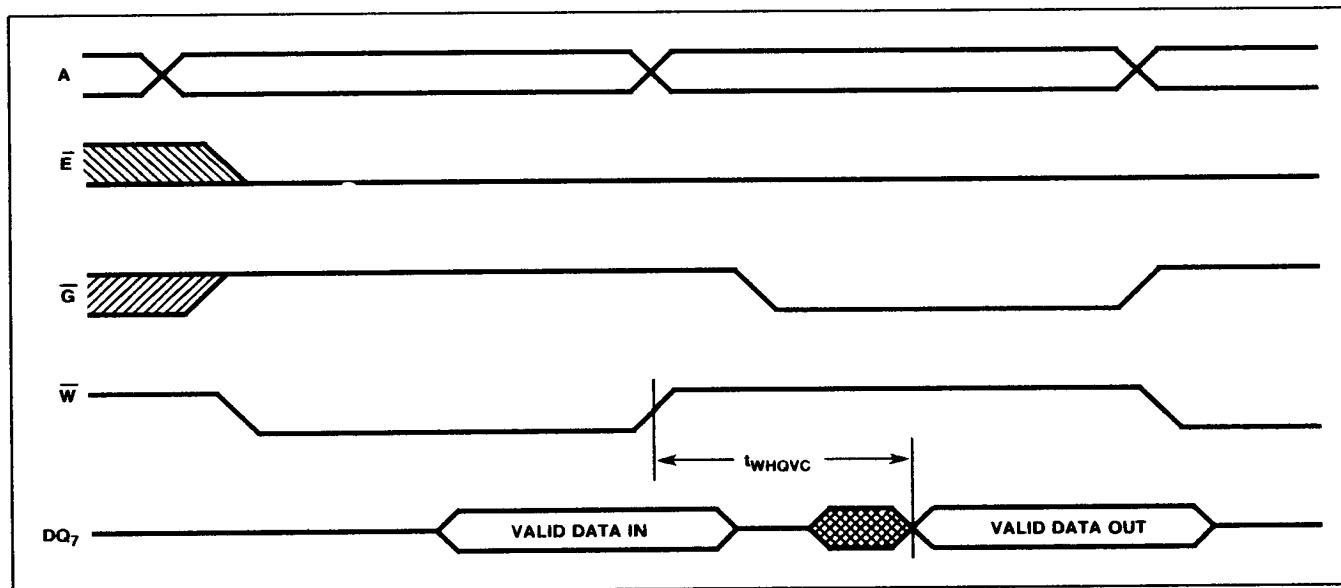 A
E̅
G̅
W̅
tWHQVC
DQ7
VALID DATA IN
VALID DATA OUT